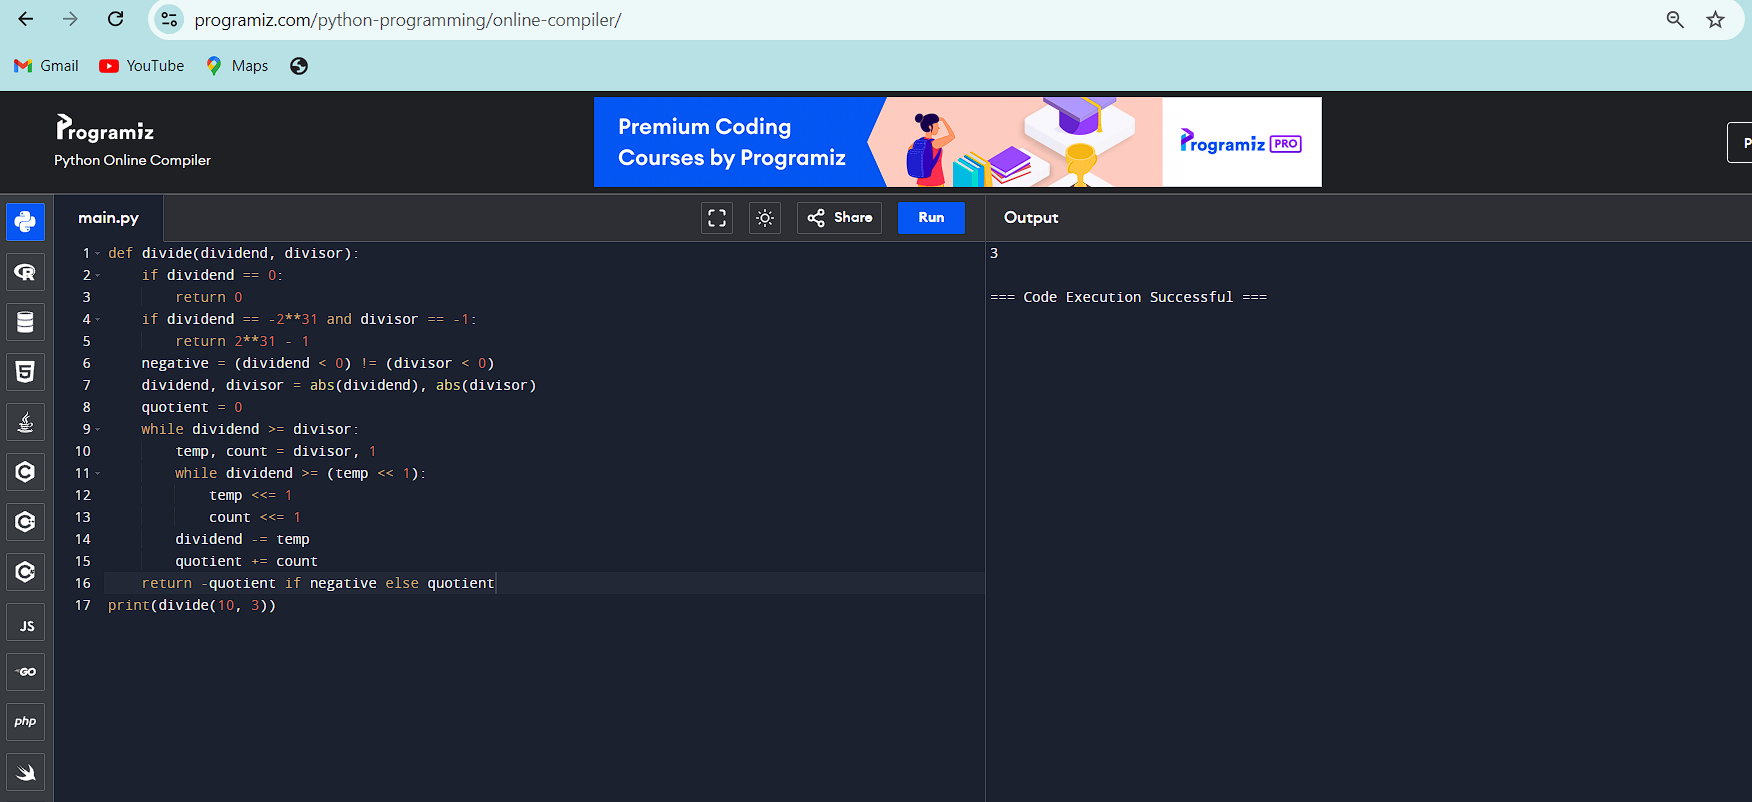 programiz.com/python-programming/online-compiler/
Gmail YouTube Maps
Programiz
Python Online Compiler
Premium Coding
Courses by Programiz
Programiz PRO
P
main.py
Share
Run
Output
1 def divide(dividend, divisor):
2     if dividend == 0:
3         return 0
4     if dividend == -2**31 and divisor == -1:
5         return 2**31 - 1
6     negative = (dividend < 0) != (divisor < 0)
7     dividend, divisor = abs(dividend), abs(divisor)
8     quotient = 0
9     while dividend >= divisor:
10         temp, count = divisor, 1
11         while dividend >= (temp << 1):
12             temp <<= 1
13             count <<= 1
14         dividend -= temp
15         quotient += count
16     return -quotient if negative else quotient
17 print(divide(10, 3))
3
=== Code Execution Successful ===
R
5
C
C
C
JS
GO
php